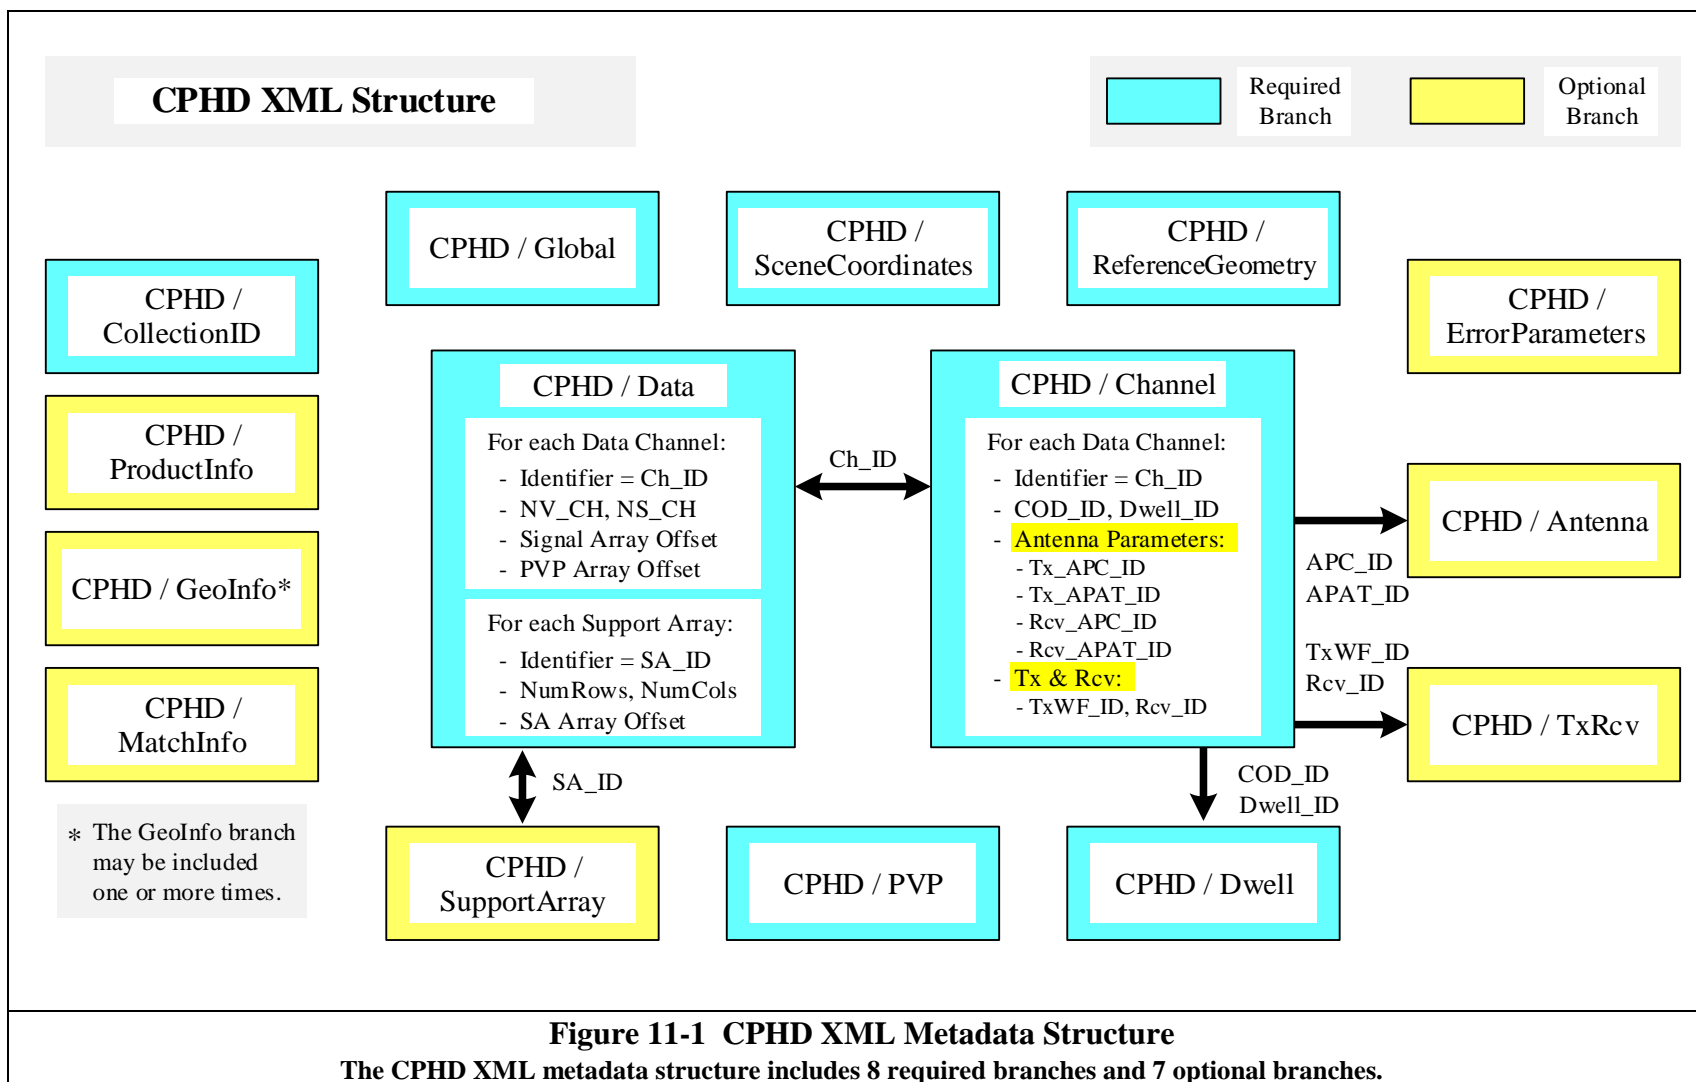 CPHD XML Structure
Required
Branch
Optional
Branch
CPHD / Global
CPHD /
SceneCoordinates
CPHD /
ReferenceGeometry
CPHD /
CollectionID
CPHD /
ErrorParameters
CPHD /
ProductInfo
CPHD / GeoInfo*
CPHD /
MatchInfo
* The GeoInfo branch
may be included
one or more times.
CPHD / Data
For each Data Channel:
- Identifier = Ch_ID
- NV_CH, NS_CH
- Signal Array Offset
- PVP Array Offset
For each Support Array:
- Identifier = SA_ID
- NumRows, NumCols
- SA Array Offset
Ch_ID
CPHD / Channel
For each Data Channel:
- Identifier = Ch_ID
- COD_ID, Dwell_ID
- Antenna Parameters:
- Tx_APC_ID
- Tx_APAT_ID
- Rcv_APC_ID
- Rcv_APAT_ID
- Tx & Rcv:
- TxWF_ID, Rcv_ID
CPHD / Antenna
APC_ID
APAT_ID
TxWF_ID
Rcv_ID
CPHD / TxRcv
SA_ID
COD_ID
Dwell_ID
CPHD /
SupportArray
CPHD / PVP
CPHD / Dwell
Figure 11-1 CPHD XML Metadata Structure
The CPHD XML metadata structure includes 8 required branches and 7 optional branches.